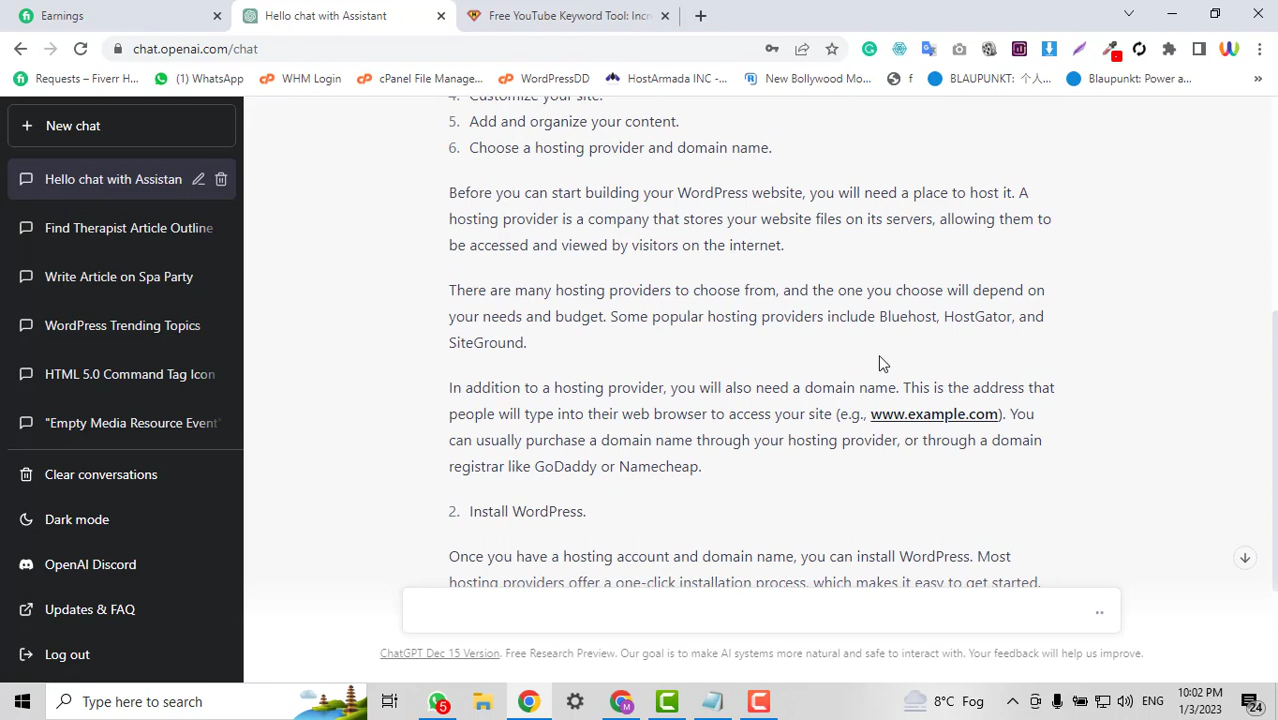 Earnings
Hello chat with Assistant
Free YouTube Keyword Tool: Incr
chat.openai.com/chat
Requests – Fiverr H...
(1) WhatsApp
WHM Login
cPanel File Manage...
WordPressDD
HostArmada INC -...
New Bollywood Mo...
f
BLAUPUNKT: 个人...
Blaupunkt: Power a...
»
New chat
Hello chat with Assistan
Find Therapist Article Outline
Write Article on Spa Party
WordPress Trending Topics
HTML 5.0 Command Tag Icon
"Empty Media Resource Event"
Clear conversations
Dark mode
OpenAI Discord
Updates & FAQ
Log out
4. Customize your site.
5. Add and organize your content.
6. Choose a hosting provider and domain name.
Before you can start building your WordPress website, you will need a place to host it. A
hosting provider is a company that stores your website files on its servers, allowing them to
be accessed and viewed by visitors on the internet.
There are many hosting providers to choose from, and the one you choose will depend on
your needs and budget. Some popular hosting providers include Bluehost, HostGator, and
SiteGround.
In addition to a hosting provider, you will also need a domain name. This is the address that
people will type into their web browser to access your site (e.g., www.example.com). You
can usually purchase a domain name through your hosting provider, or through a domain
registrar like GoDaddy or Namecheap.
2. Install WordPress.
Once you have a hosting account and domain name, you can install WordPress. Most
hosting providers offer a one-click installation process, which makes it easy to get started.
ChatGPT Dec 15 Version. Free Research Preview. Our goal is to make AI systems more natural and safe to interact with. Your feedback will help us improve.
Type here to search
5
8°C Fog
ENG
10:02 PM
1/3/2023
24